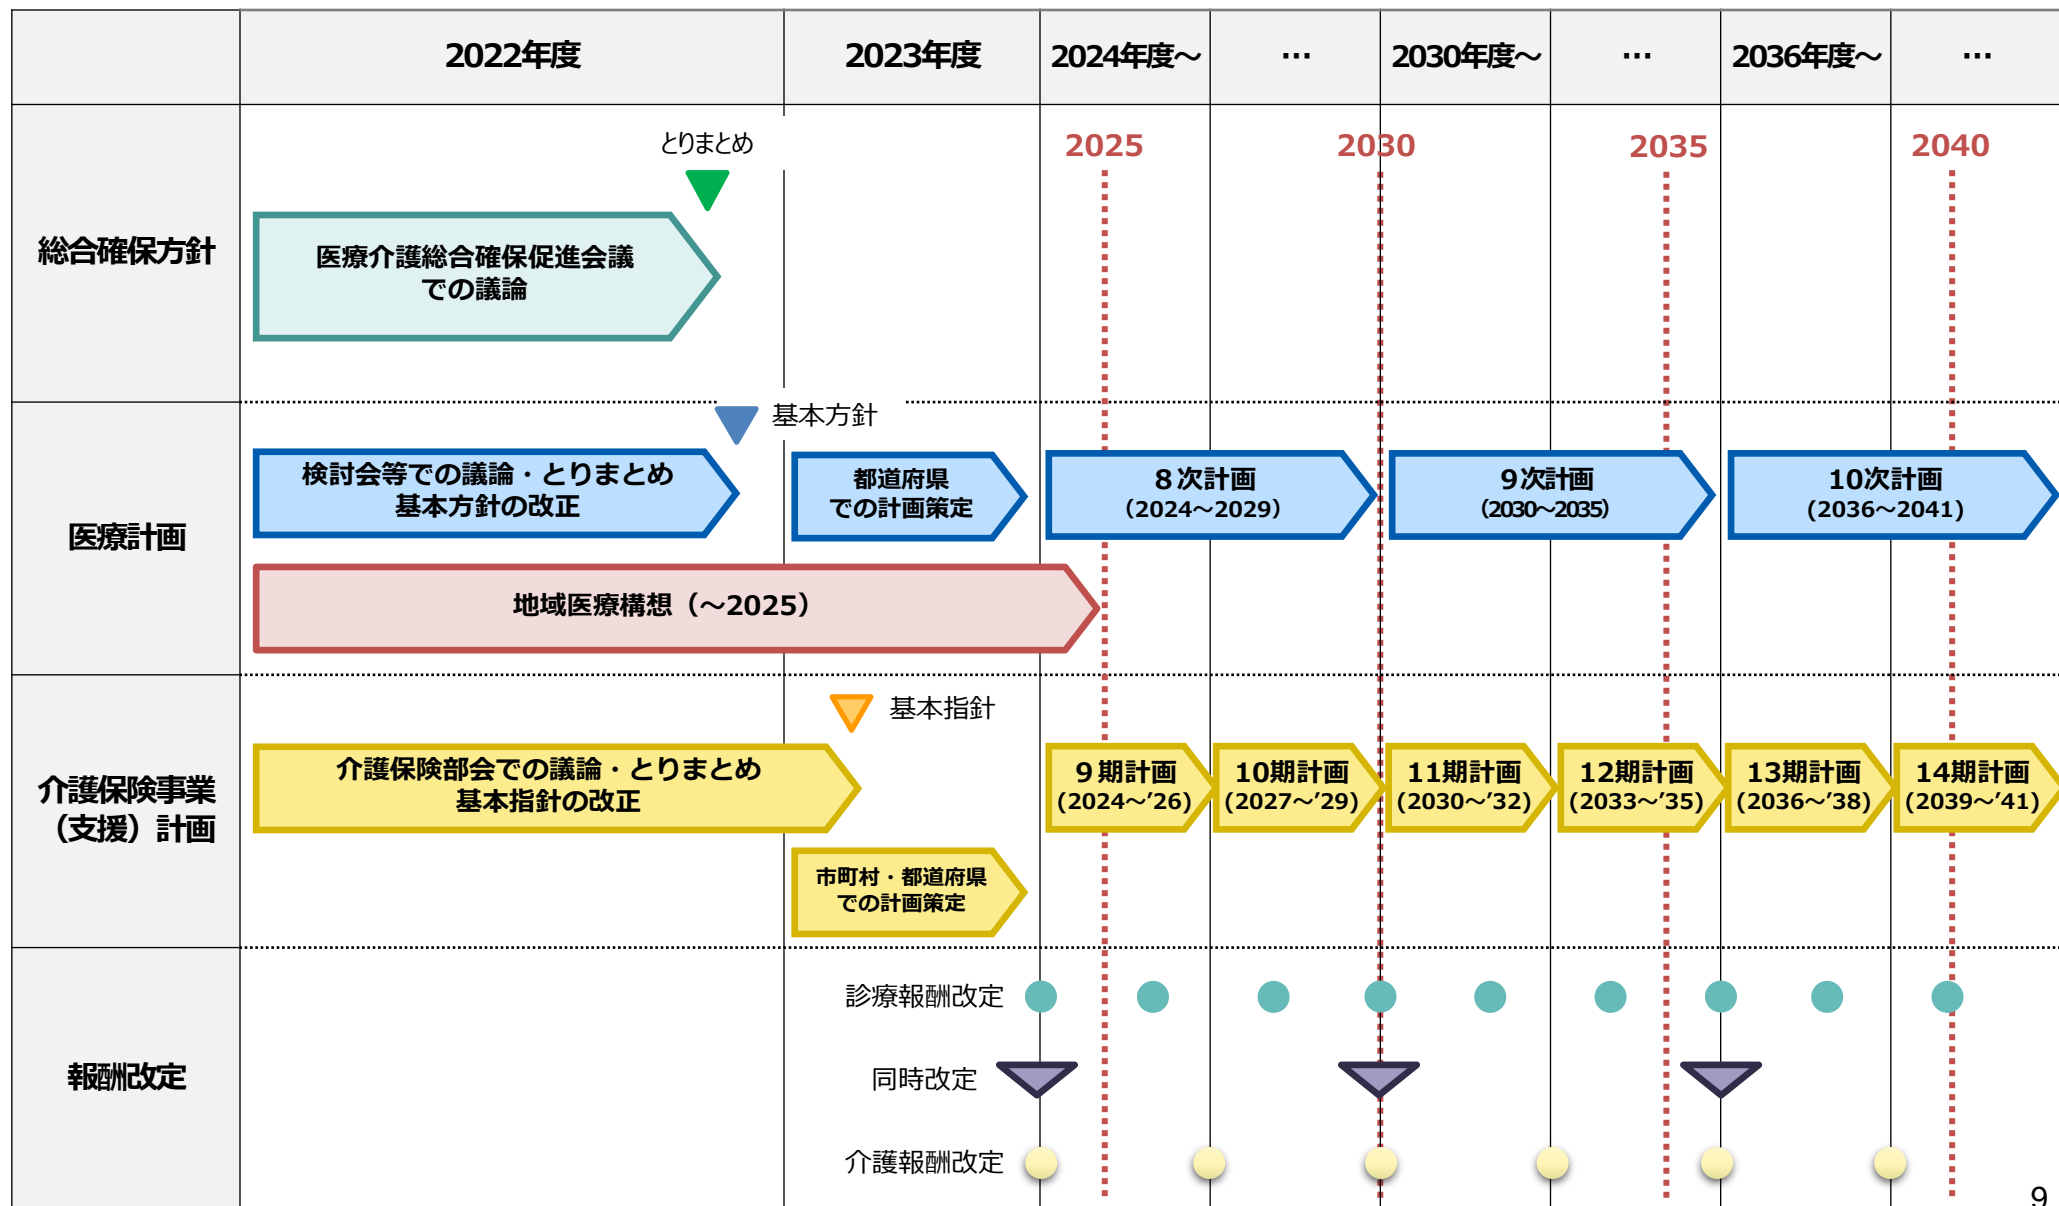 2022年度
2023年度
2024年度～
…
2030年度～
…
2036年度～
…
総合確保方針
とりまとめ
医療介護総合確保促進会議
での議論
2025
2030
2035
2040
医療計画
基本方針
検討会等での議論・とりまとめ
基本方針の改正
都道府県
での計画策定
８次計画
（2024～2029）
９次計画
（2030～2035）
10次計画
(2036～2041)
地域医療構想（～2025）
介護保険事業
（支援）計画
基本指針
介護保険部会での議論・とりまとめ
基本指針の改正
市町村・都道府県
での計画策定
９期計画
(2024～’26)
10期計画
(2027～’29)
11期計画
(2030～’32)
12期計画
(2033～’35)
13期計画
(2036～’38)
14期計画
(2039～’41)
報酬改定
診療報酬改定
同時改定
介護報酬改定
9